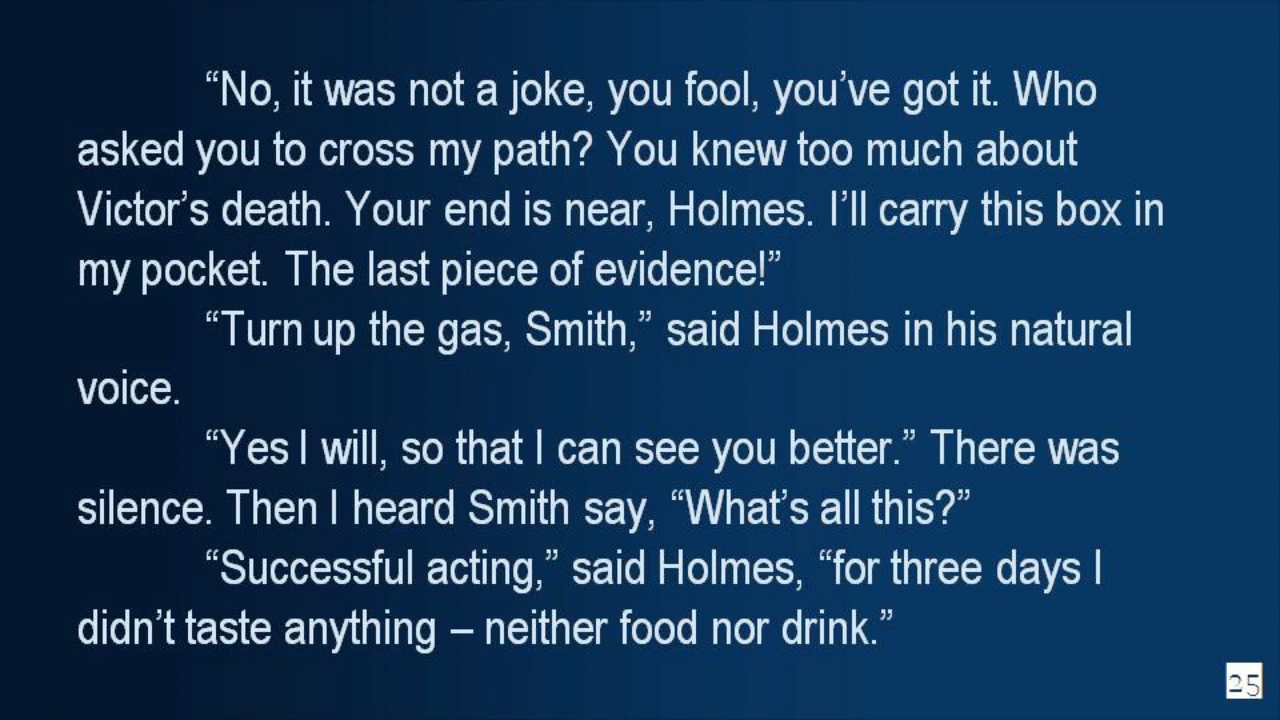 “No, it was not a joke, you fool, you’ve got it. Who
asked you to cross my path? You knew too much about
Victor’s death. Your end is near, Holmes. I’ll carry this box in
my pocket. The last piece of evidence!”
“Turn up the gas, Smith,” said Holmes in his natural
voice.
“Yes I will, so that I can see you better.” There was
silence. Then I heard Smith say, “What’s all this?”
“Successful acting,” said Holmes, “for three days I
didn’t taste anything – neither food nor drink.”
25